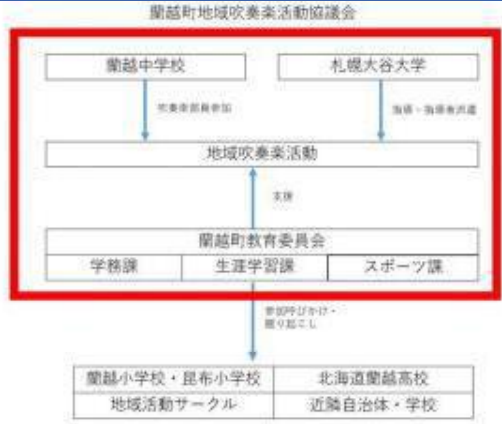 蘭越町地域吹奏楽活動協議会
蘭越中学校
札幌大谷大学
吹奏楽部員参加
指導・指導者派遣
地域吹奏楽活動
支援
蘭越町教育委員会
学務課
生涯学習課
スポーツ課
参加呼びかけ・
掘り起こし
蘭越小学校・昆布小学校
北海道蘭越高校
地域活動サークル
近隣自治体・学校